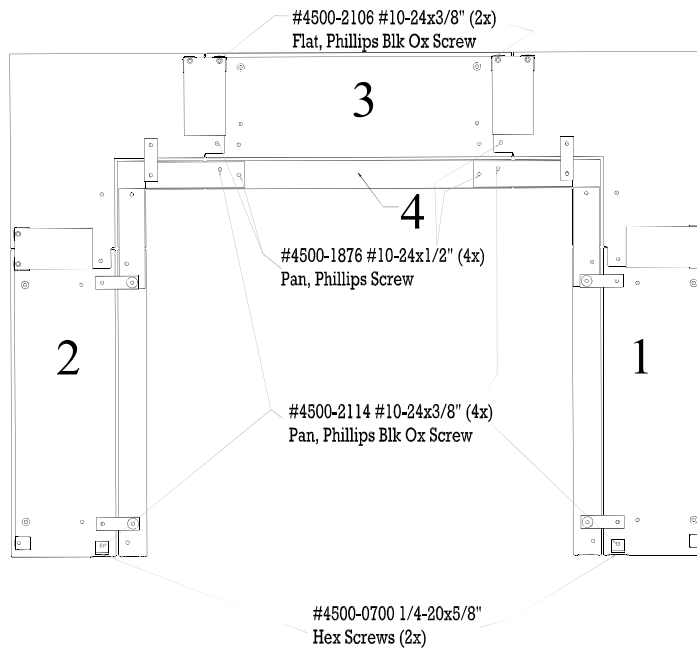 #4500-2106 #10-24x3/8" (2x)
Flat, Phillips Blk Ox Screw
3
4
#4500-1876 #10-24x1/2" (4x)
Pan, Phillips Screw
2
1
#4500-2114 #10-24x3/8" (4x)
Pan, Phillips Blk Ox Screw
#4500-0700 1/4-20x5/8"
Hex Screws (2x)